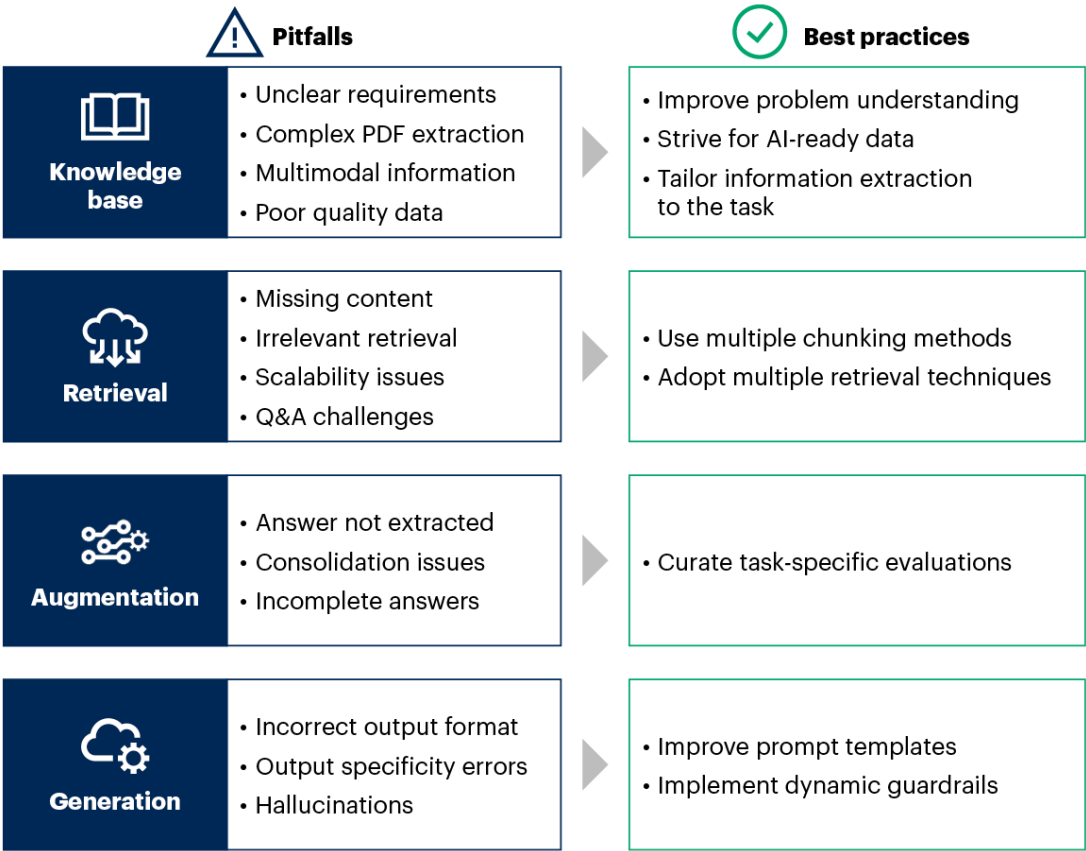 Pitfalls
Best practices
Knowledge
base
• Unclear requirements
• Complex PDF extraction
• Multimodal information
• Poor quality data
• Improve problem understanding
• Strive for AI-ready data
• Tailor information extraction
to the task
Retrieval
• Missing content
• Irrelevant retrieval
• Scalability issues
• Q&A challenges
• Use multiple chunking methods
• Adopt multiple retrieval techniques
Augmentation
• Answer not extracted
• Consolidation issues
• Incomplete answers
• Curate task-specific evaluations
Generation
• Incorrect output format
• Output specificity errors
• Hallucinations
• Improve prompt templates
• Implement dynamic guardrails